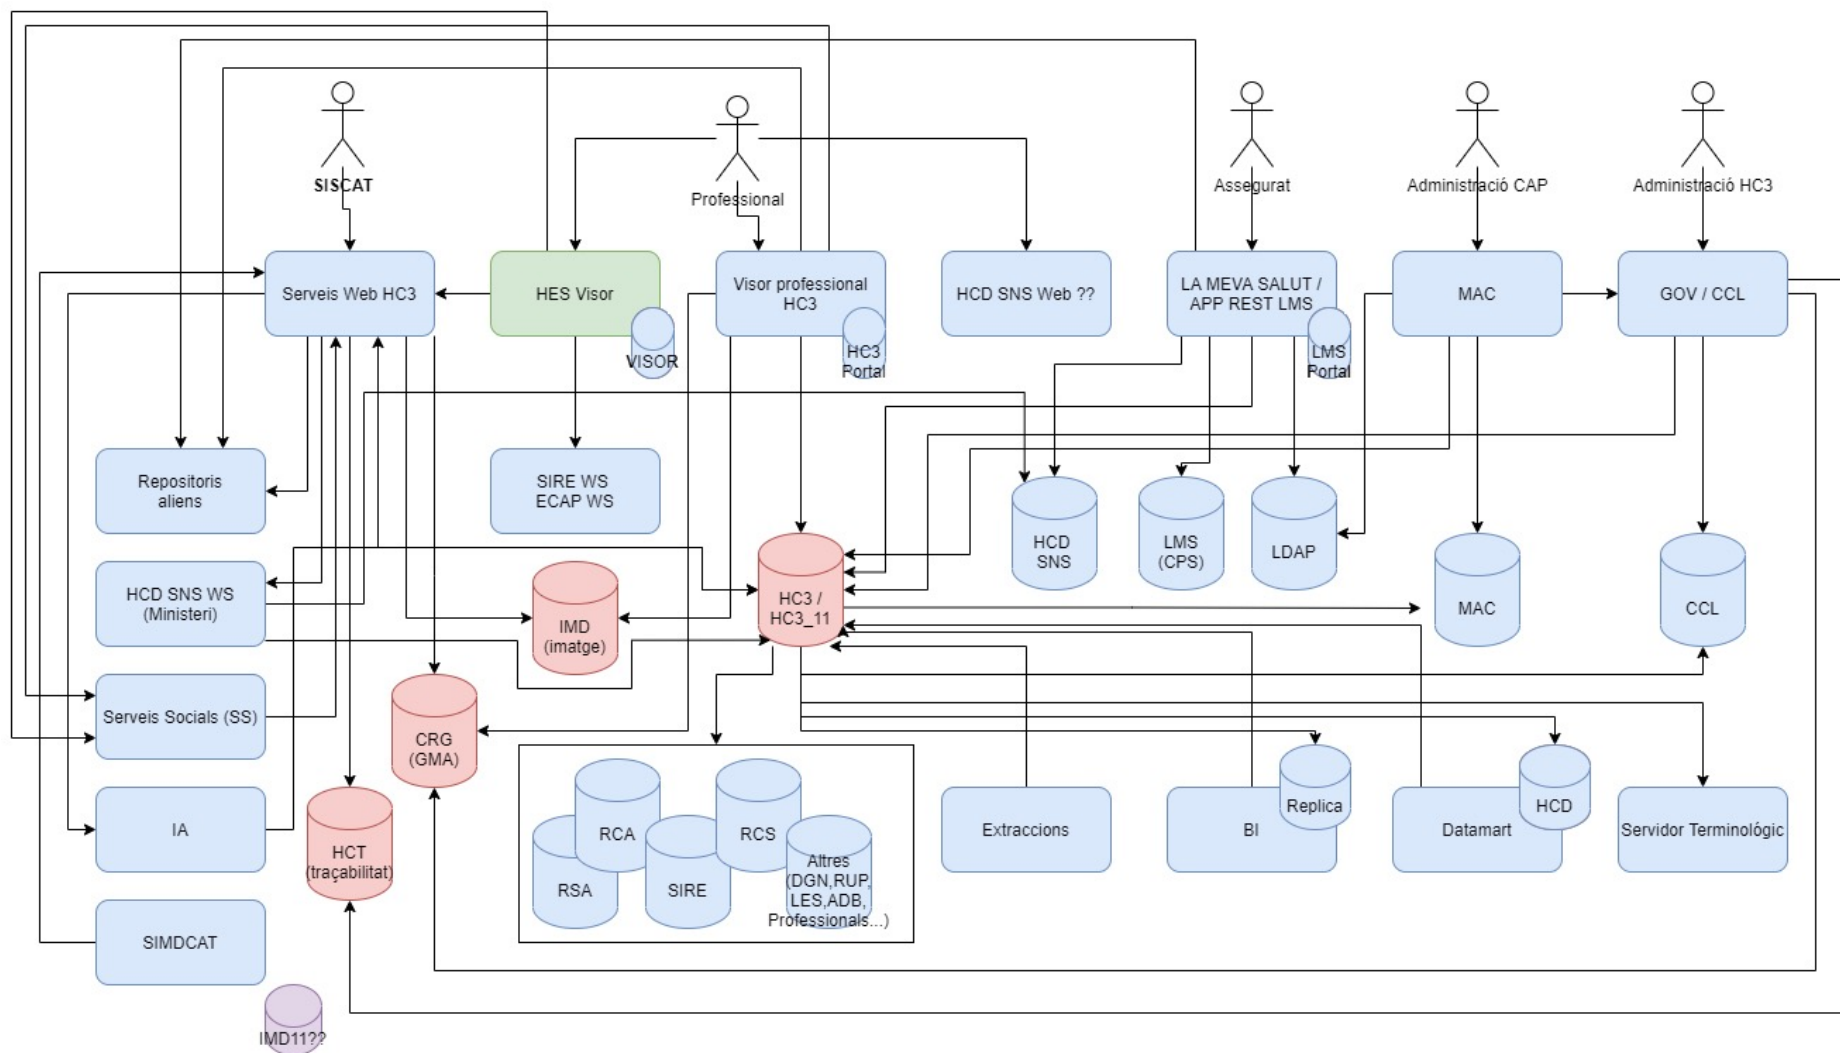 SISCAT
Professional
Assegurat
Administració CAP
Administració HC3
Serveis Web HC3
HES Visor
VISOR
Visor professional
HC3
HC3
Portal
HCD SNS Web ??
LA MEVA SALUT /
APP REST LMS
LMS
Portal
MAC
GOV / CCL
Repositoris
aliens
SIRE WS
ECAP WS
HCD
SNS
LMS
(CPS)
LDAP
HCD SNS WS
(Ministeri)
IMD
(imatge)
HC3 /
HC3_11
MAC
CCL
Serveis Socials (SS)
CRG
(GMA)
IA
HCT
(traçabilitat)
RCA
RCS
RSA
SIRE
Altres
(DGN,RUP,
LES,ADB,
Professionals...)
Extraccions
BI
Replica
Datamart
HCD
Servidor Terminológic
SIMDCAT
IMD11??